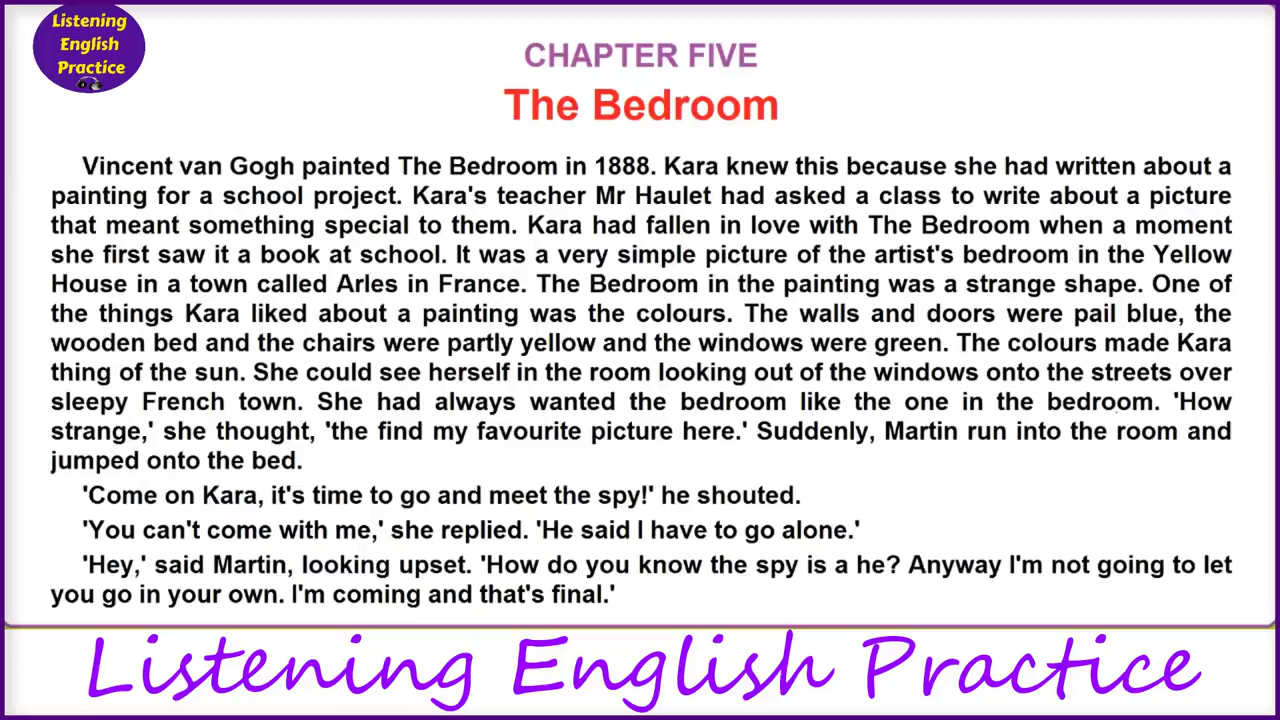 Listening
English
Practice
CHAPTER FIVE
The Bedroom
Vincent van Gogh painted The Bedroom in 1888. Kara knew this because she had written about a
painting for a school project. Kara's teacher Mr Haulet had asked a class to write about a picture
that meant something special to them. Kara had fallen in love with The Bedroom when a moment
she first saw it a book at school. It was a very simple picture of the artist's bedroom in the Yellow
House in a town called Arles in France. The Bedroom in the painting was a strange shape. One of
the things Kara liked about a painting was the colours. The walls and doors were pail blue, the
wooden bed and the chairs were partly yellow and the windows were green. The colours made Kara
thing of the sun. She could see herself in the room looking out of the windows onto the streets over
sleepy French town. She had always wanted the bedroom like the one in the bedroom. 'How
strange,' she thought, 'the find my favourite picture here.' Suddenly, Martin run into the room and
jumped onto the bed.
'Come on Kara, it's time to go and meet the spy!' he shouted.
'You can't come with me,' she replied. 'He said I have to go alone.'
'Hey,' said Martin, looking upset. 'How do you know the spy is a he? Anyway I'm not going to let
you go in your own. I'm coming and that's final.'
Listening English Practice